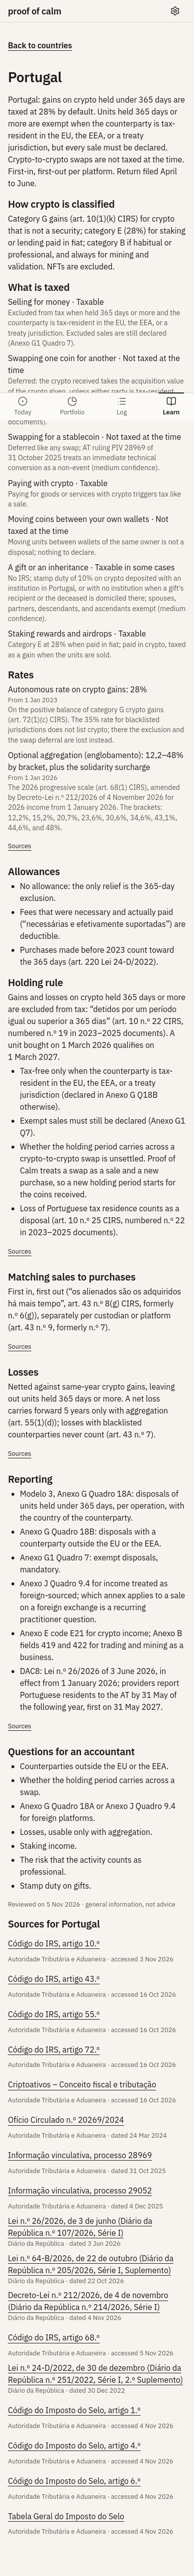 proof of calm
Back to countries
Portugal
Portugal: gains on crypto held under 365 days are
taxed at 28% by default. Units held 365 days or
more are exempt when the counterparty is tax-
resident in the EU, the EEA, or a treaty
jurisdiction, but every sale must be declared.
Crypto-to-crypto swaps are not taxed at the time.
First-in, first-out per platform. Return filed April
to June.
How crypto is classified
Category G gains (art. 10(1)(k) CIRS) for crypto
that is not a security; category E (28%) for staking
or lending paid in fiat; category B if habitual or
professional, and always for mining and
validation. NFTs are excluded.
What is taxed
Selling for money · Taxable
Excluded from tax when held 365 days or more and the
counterparty is tax-resident in the EU, the EEA, or a
treaty jurisdiction. Excluded sales are still declared
(Anexo G1 Quadro 7).
Swapping one coin for another · Not taxed at the
time
Deferred: the crypto received takes the acquisition value
Today
Portfolio
Log
Learn
documents).
Swapping for a stablecoin · Not taxed at the time
Deferred like any swap; AT ruling PIV 28969 of
31 October 2025 treats an immediate technical
conversion as a non-event (medium confidence).
Paying with crypto · Taxable
Paying for goods or services with crypto triggers tax like
a sale.
Moving coins between your own wallets · Not
taxed at the time
Moving units between wallets of the same owner is not a
disposal; nothing to declare.
A gift or an inheritance · Taxable in some cases
No IRS; stamp duty of 10% on crypto deposited with an
institution in Portugal, or with no institution when a gift's
recipient or the deceased is domiciled there; spouses,
partners, descendants, and ascendants exempt (medium
confidence).
Staking rewards and airdrops · Taxable
Category E at 28% when paid in fiat; paid in crypto, taxed
as a gain when the units are sold.
Rates
Autonomous rate on crypto gains: 28%
From 1 Jan 2023
On the positive balance of category G crypto gains
(art. 72(1)(c) CIRS). The 35% rate for blacklisted
jurisdictions does not list crypto; there the exclusion and
the swap deferral are lost instead.
Optional aggregation (englobamento): 12,2–48%
by bracket, plus the solidarity surcharge
From 1 Jan 2026
The 2026 progressive scale (art. 68(1) CIRS), amended
by Decreto-Lei n.º 212/2026 of 4 November 2026 for
2026 income from 1 January 2026. The brackets:
12,2%, 15,2%, 20,7%, 23,6%, 30,6%, 34,6%, 43,1%,
44,6%, and 48%.
Sources
Allowances
No allowance: the only relief is the 365-day
exclusion.
Fees that were necessary and actually paid
(“necessárias e efetivamente suportadas”) are
deductible.
Purchases made before 2023 count toward
the 365 days (art. 220 Lei 24-D/2022).
Holding rule
Gains and losses on crypto held 365 days or more
are excluded from tax: “detidos por um período
igual ou superior a 365 dias” (art. 10 n.º 22 CIRS,
numbered n.º 19 in 2023–2025 documents). A
unit bought on 1 March 2026 qualifies on
1 March 2027.
Tax-free only when the counterparty is tax-
resident in the EU, the EEA, or a treaty
jurisdiction (declared in Anexo G Q18B
otherwise).
Exempt sales must still be declared (Anexo G1
Q7).
Whether the holding period carries across a
crypto-to-crypto swap is unsettled. Proof of
Calm treats a swap as a sale and a new
purchase, so a new holding period starts for
the coins received.
Loss of Portuguese tax residence counts as a
disposal (art. 10 n.º 25 CIRS, numbered n.º 22
in 2023–2025 documents).
Sources
Matching sales to purchases
First in, first out (“os alienados são os adquiridos
há mais tempo”, art. 43 n.º 8(g) CIRS, formerly
n.º 6(g)), separately per custodian or platform
(art. 43 n.º 9, formerly n.º 7).
Sources
Losses
Netted against same-year crypto gains, leaving
out units held 365 days or more. A net loss
carries forward 5 years only with aggregation
(art. 55(1)(d)); losses with blacklisted
counterparties never count (art. 43 n.º 7).
Sources
Reporting
Modelo 3, Anexo G Quadro 18A: disposals of
units held under 365 days, per operation, with
the country of the counterparty.
Anexo G Quadro 18B: disposals with a
counterparty outside the EU or the EEA.
Anexo G1 Quadro 7: exempt disposals,
mandatory.
Anexo J Quadro 9.4 for income treated as
foreign-sourced; which annex applies to a sale
on a foreign exchange is a recurring
practitioner question.
Anexo E code E21 for crypto income; Anexo B
fields 419 and 422 for trading and mining as a
business.
DAC8: Lei n.º 26/2026 of 3 June 2026, in
effect from 1 January 2026; providers report
Portuguese residents to the AT by 31 May of
the following year, first on 31 May 2027.
Sources
Questions for an accountant
Counterparties outside the EU or the EEA.
Whether the holding period carries across a
swap.
Anexo G Quadro 18A or Anexo J Quadro 9.4
for foreign platforms.
Losses, usable only with aggregation.
Staking income.
The risk that the activity counts as
professional.
Stamp duty on gifts.
Reviewed on 5 Nov 2026 · general information, not advice
Sources for Portugal
Código do IRS, artigo 10.º
Autoridade Tributária e Aduaneira · accessed 3 Nov 2026
Código do IRS, artigo 43.º
Autoridade Tributária e Aduaneira · accessed 16 Oct 2026
Código do IRS, artigo 55.º
Autoridade Tributária e Aduaneira · accessed 16 Oct 2026
Código do IRS, artigo 72.º
Autoridade Tributária e Aduaneira · accessed 16 Oct 2026
Criptoativos – Conceito fiscal e tributação
Autoridade Tributária e Aduaneira · accessed 16 Oct 2026
Ofício Circulado n.º 20269/2024
Autoridade Tributária e Aduaneira · dated 24 Mar 2024
Informação vinculativa, processo 28969
Autoridade Tributária e Aduaneira · dated 31 Oct 2025
Informação vinculativa, processo 29052
Autoridade Tributária e Aduaneira · dated 4 Dec 2025
Lei n.º 26/2026, de 3 de junho (Diário da
República n.º 107/2026, Série I)
Diário da República · dated 3 Jun 2026
Lei n.º 64-B/2026, de 22 de outubro (Diário da
República n.º 205/2026, Série I, Suplemento)
Diário da República · dated 22 Oct 2026
Decreto-Lei n.º 212/2026, de 4 de novembro
(Diário da República n.º 214/2026, Série I)
Diário da República · dated 4 Nov 2026
Código do IRS, artigo 68.º
Autoridade Tributária e Aduaneira · accessed 5 Nov 2026
Lei n.º 24-D/2022, de 30 de dezembro (Diário da
República n.º 251/2022, Série I, 2.º Suplemento)
Diário da República · dated 30 Dec 2022
Código do Imposto do Selo, artigo 1.º
Autoridade Tributária e Aduaneira · accessed 4 Nov 2026
Código do Imposto do Selo, artigo 4.º
Autoridade Tributária e Aduaneira · accessed 4 Nov 2026
Código do Imposto do Selo, artigo 6.º
Autoridade Tributária e Aduaneira · accessed 4 Nov 2026
Tabela Geral do Imposto do Selo
Autoridade Tributária e Aduaneira · accessed 4 Nov 2026